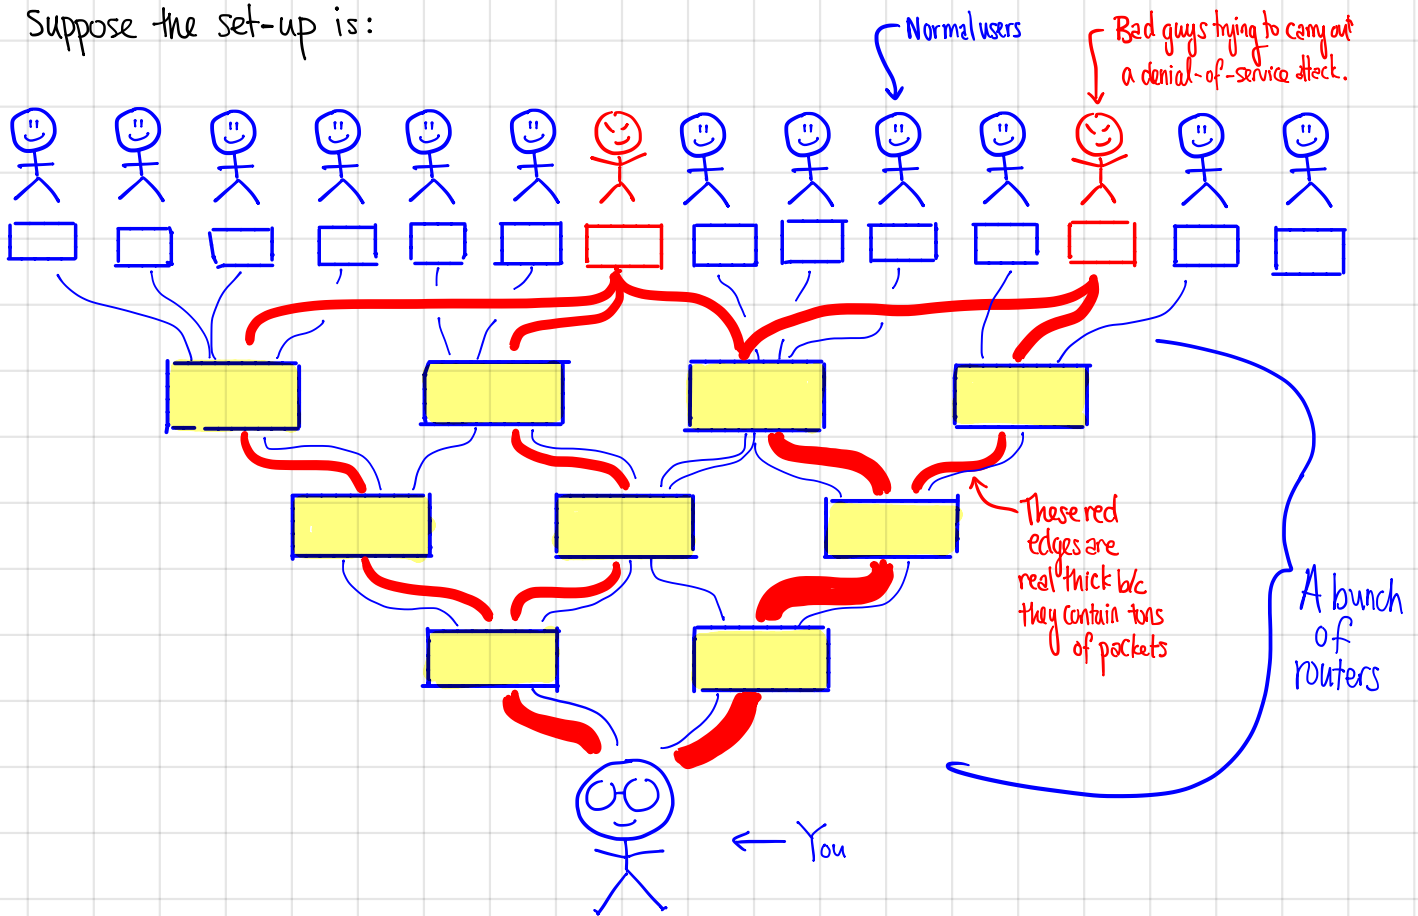 Suppose the set-up is:
Normal users
Bad guys trying to carry out
a denial-of-service attack.
These red
edges are
real thick b/c
they contain tons
of packets
A bunch
of
routers
You